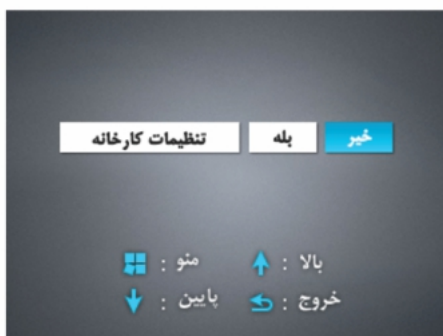 خیر بله تنظیمات کارخانه
بالا : منو :
خروج : پایین :